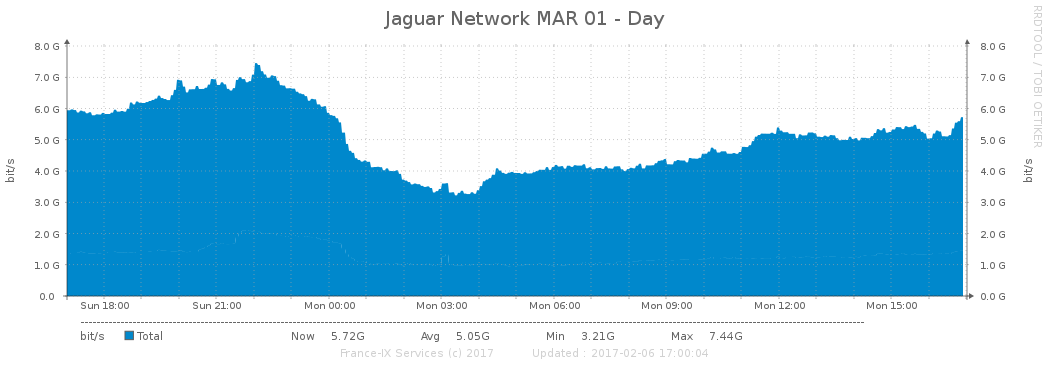 Jaguar Network MAR 01 - Day
RRDTOOL / TOBI OETIKER
bit/s
8.0 G
7.0 G
6.0 G
5.0 G
4.0 G
3.0 G
2.0 G
1.0 G
0.0
8.0 G
7.0 G
6.0 G
5.0 G
4.0 G
3.0 G
2.0 G
1.0 G
0.0 G
bit/s
Sun 18:00 Sun 21:00 Mon 00:00 Mon 03:00 Mon 06:00 Mon 09:00 Mon 12:00 Mon 15:00
bit/s Total Now 5.72G Avg 5.05G Min 3.21G Max 7.44G
France-IX Services (c) 2017 Updated : 2017-02-06 17:00:04